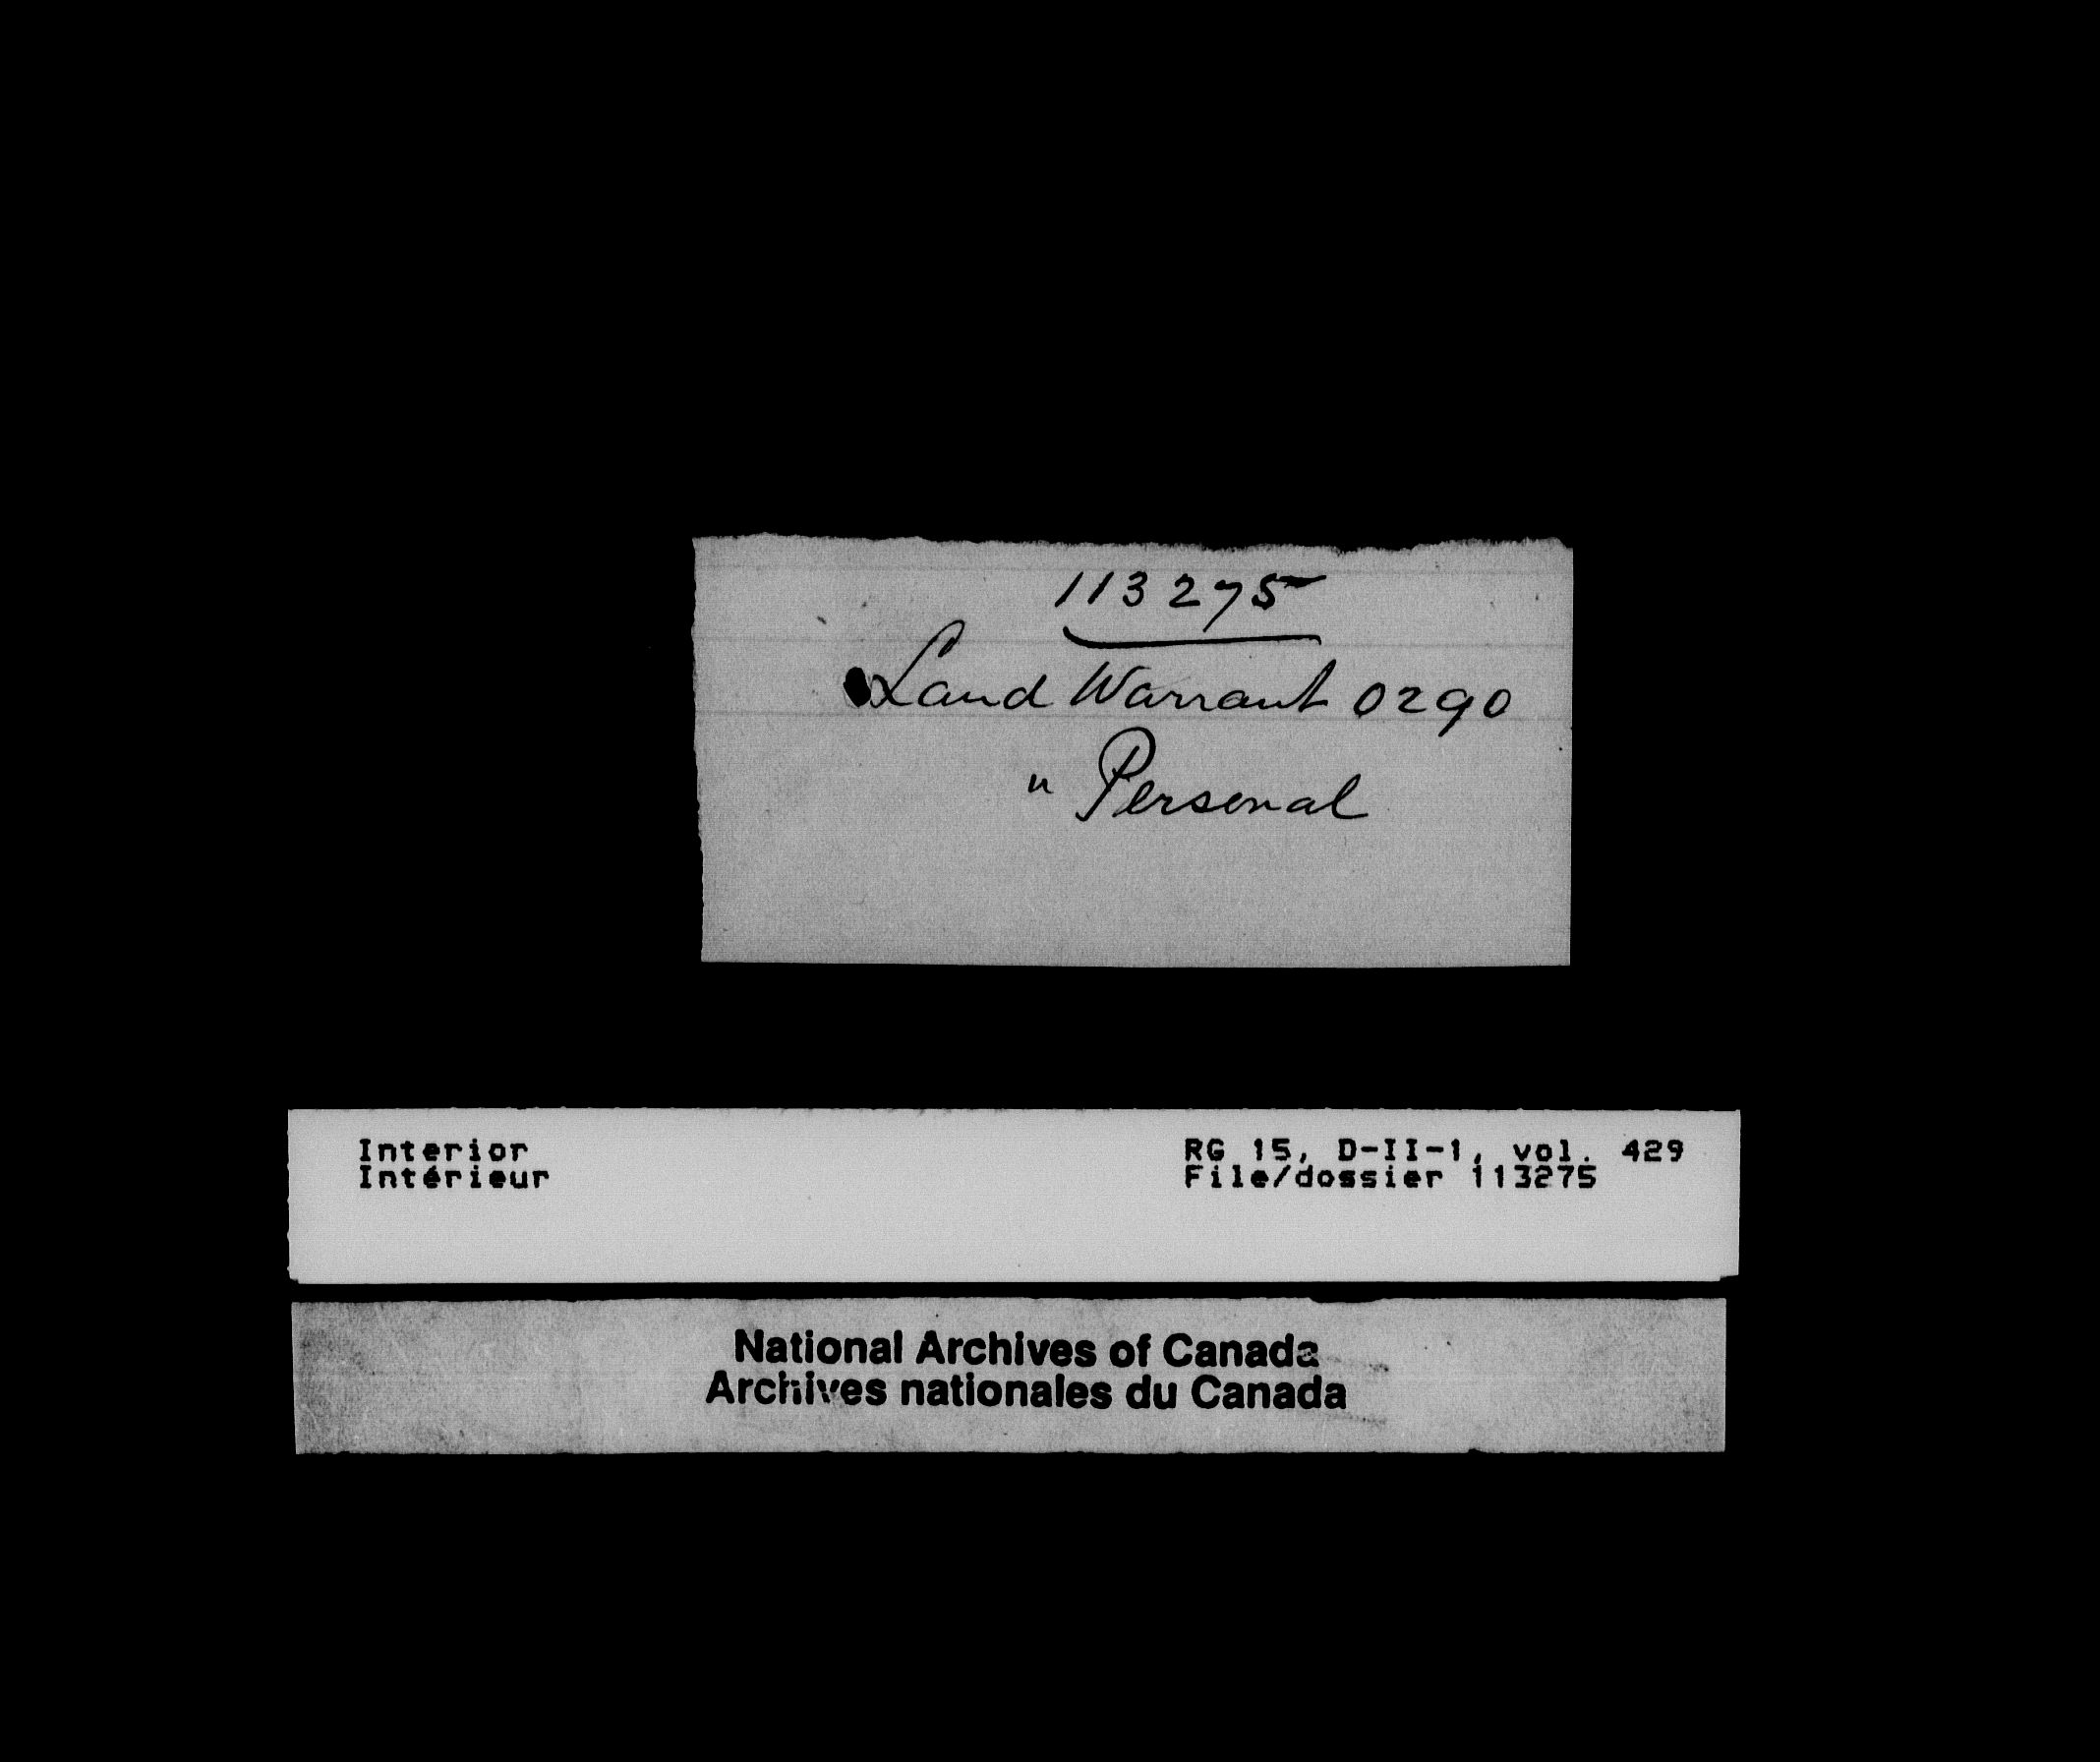 113275
Land Warrant 0290
" Personal
Interior
Intérieur
RG 15, D-II-1, vol. 429
File/dossier 113275
National Archives of Canada
Archives nationales du Canada